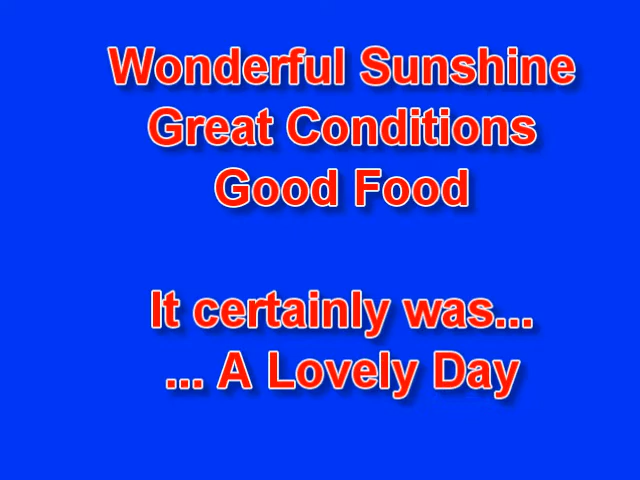 Wonderful Sunshine
Great Conditions
Good Food
It certainly was...
... A Lovely Day